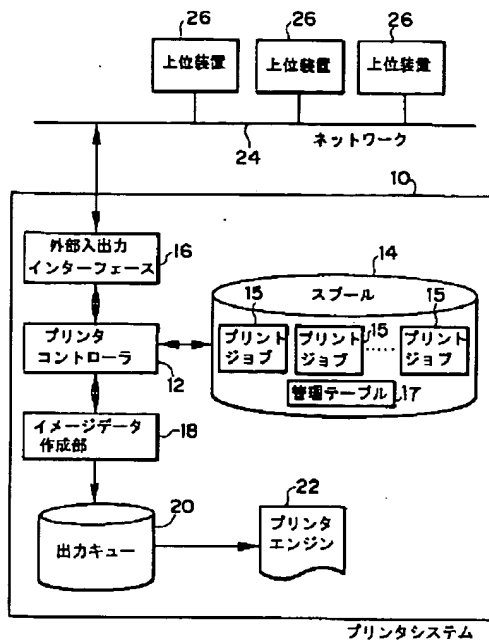 26
26
26
上位装置
上位装置
上位装置
24
ネットワーク
10
外部入出力
インターフェース
16
14
スプール
15
15
15
プリント
ジョブ
プリント
ジョブ
……
プリント
ジョブ
管理テーブル
17
プリンタ
コントローラ
12
イメージデータ
作成部
18
20
出力キュー
22
プリンタ
エンジン
プリンタシステム